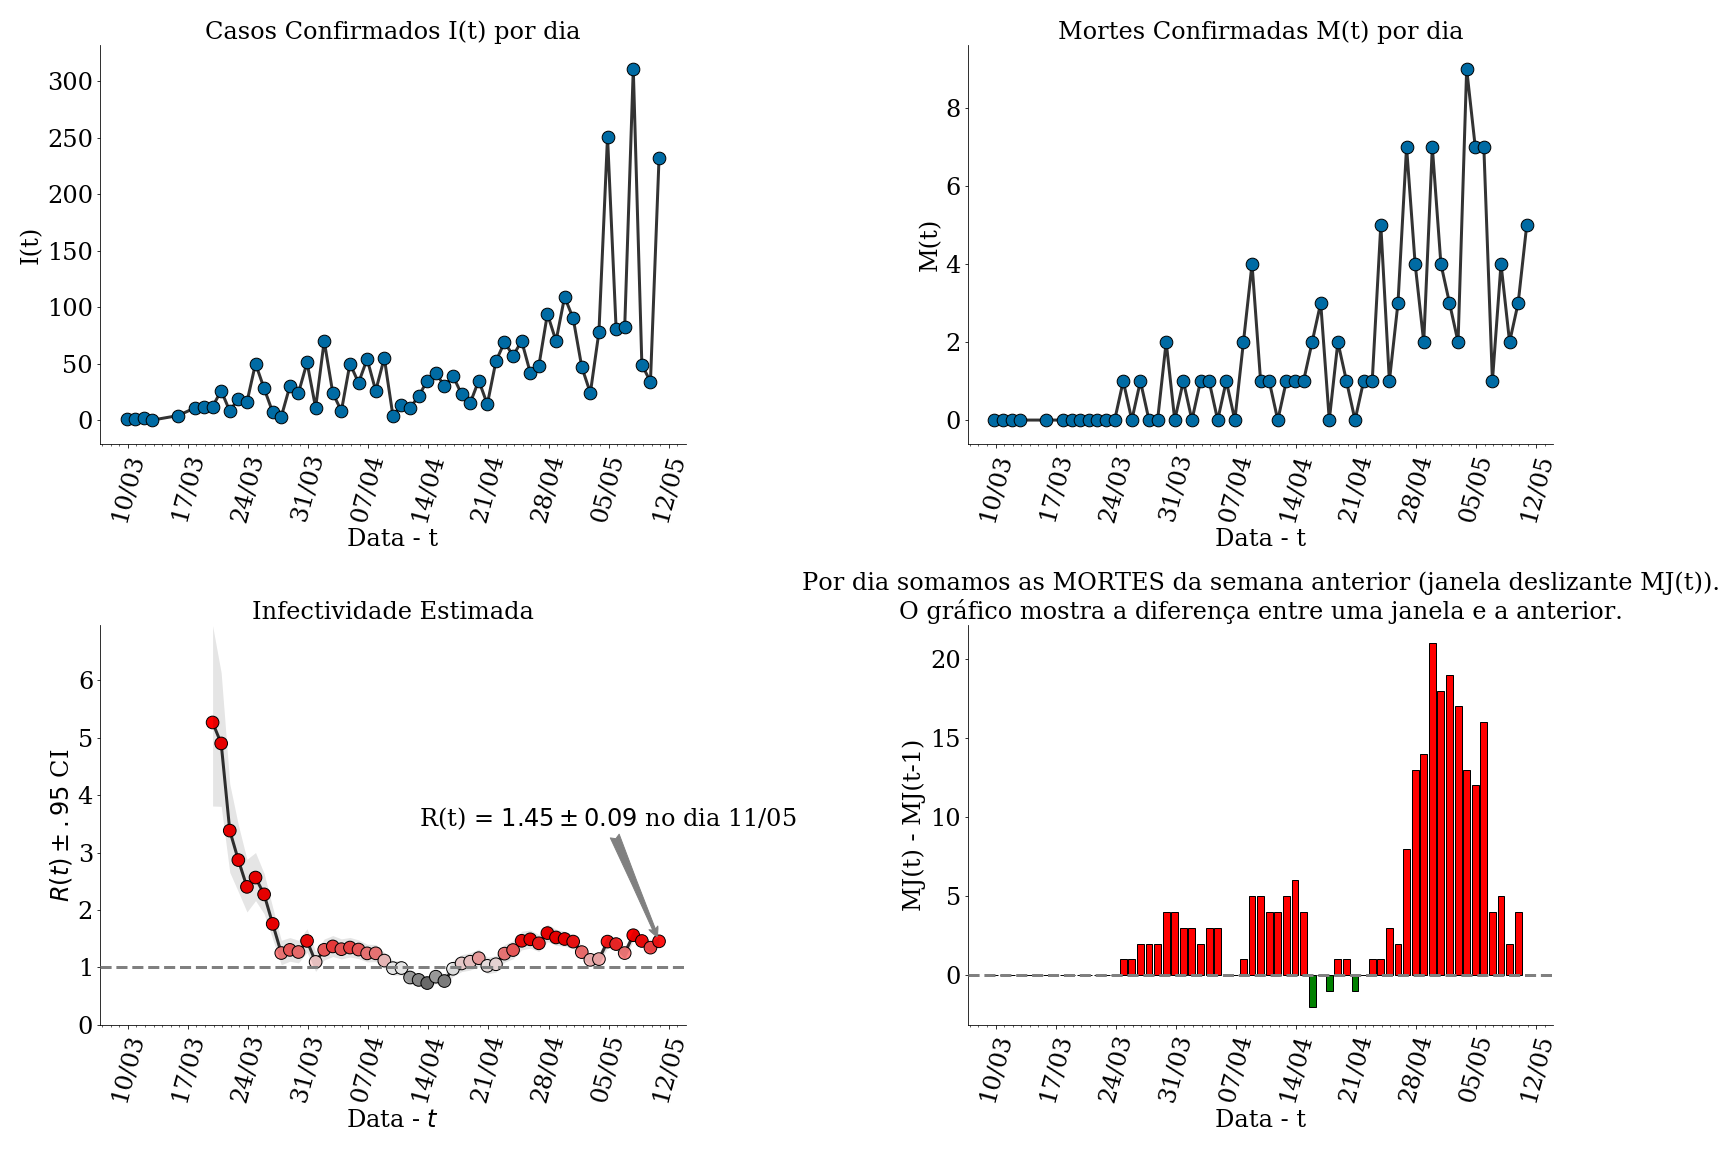 Casos Confirmados I(t) por dia
I(t)
300
250
200
150
100
50
0
10/03 17/03 24/03 31/03 07/04 14/04 21/04 28/04 05/05 12/05
Data - t
Mortes Confirmadas M(t) por dia
M(t)
8
6
4
2
0
10/03 17/03 24/03 31/03 07/04 14/04 21/04 28/04 05/05 12/05
Data - t
Infectividade Estimada
R(t) ± .95 CI
6
5
4
3
2
1
0
R(t) = 1.45 ± 0.09 no dia 11/05
10/03 17/03 24/03 31/03 07/04 14/04 21/04 28/04 05/05 12/05
Data - t
Por dia somamos as MORTES da semana anterior (janela deslizante MJ(t)).
O gráfico mostra a diferença entre uma janela e a anterior.
MJ(t) - MJ(t-1)
20
15
10
5
0
10/03 17/03 24/03 31/03 07/04 14/04 21/04 28/04 05/05 12/05
Data - t